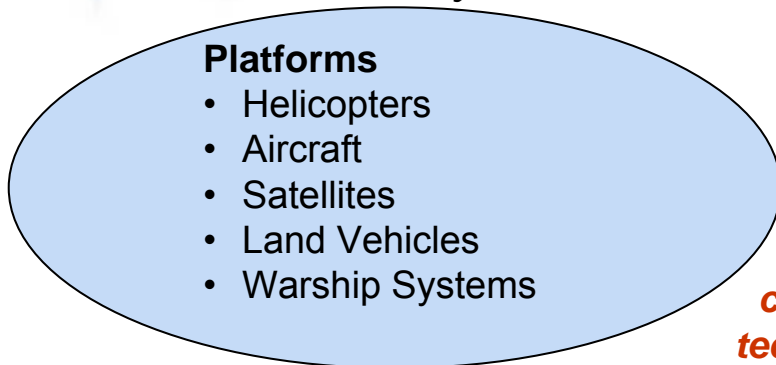 Platforms
• Helicopters
• Aircraft
• Satellites
• Land Vehicles
• Warship Systems